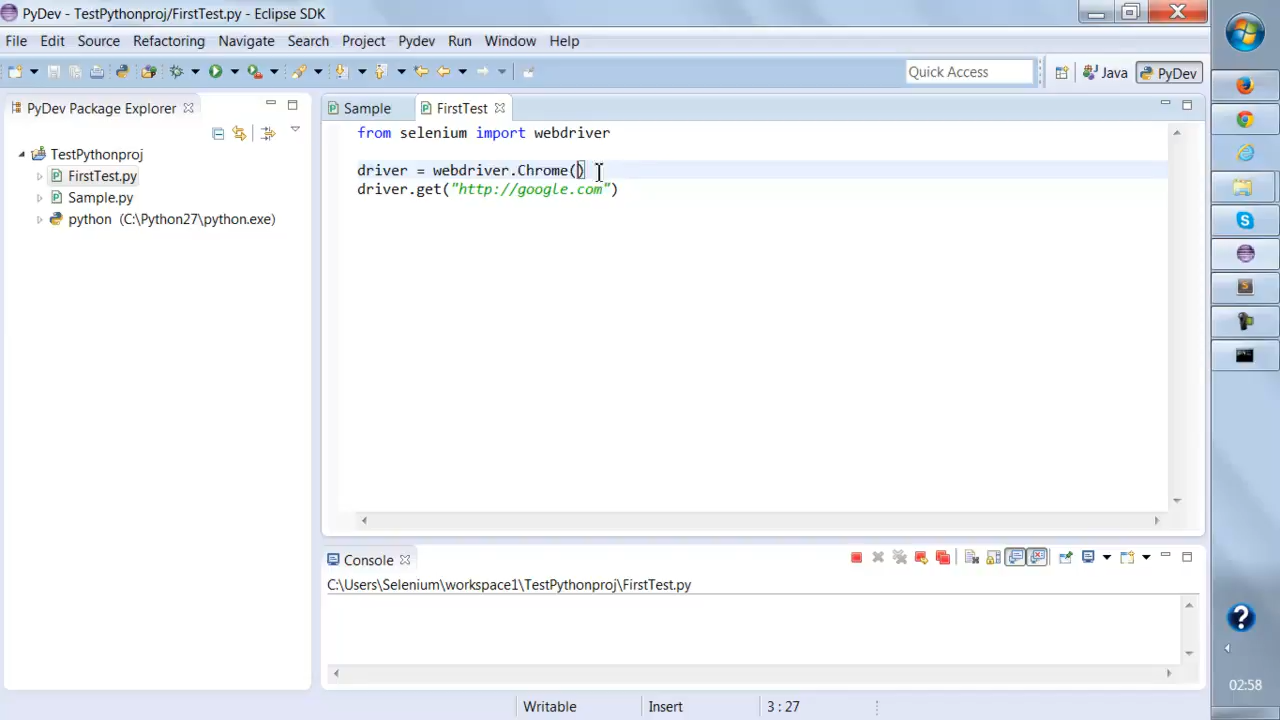 PyDev - TestPythonproj/FirstTest.py - Eclipse SDK
File Edit Source Refactoring Navigate Search Project Pydev Run Window Help
Quick Access
Java
PyDev
PyDev Package Explorer
TestPythonproj
FirstTest.py
Sample.py
python (C:\Python27\python.exe)
Sample
FirstTest
from selenium import webdriver
driver = webdriver.Chrome()
driver.get("http://google.com")
Console
C:\Users\Selenium\workspace1\TestPythonproj\FirstTest.py
Writable
Insert
3 : 27
02:58